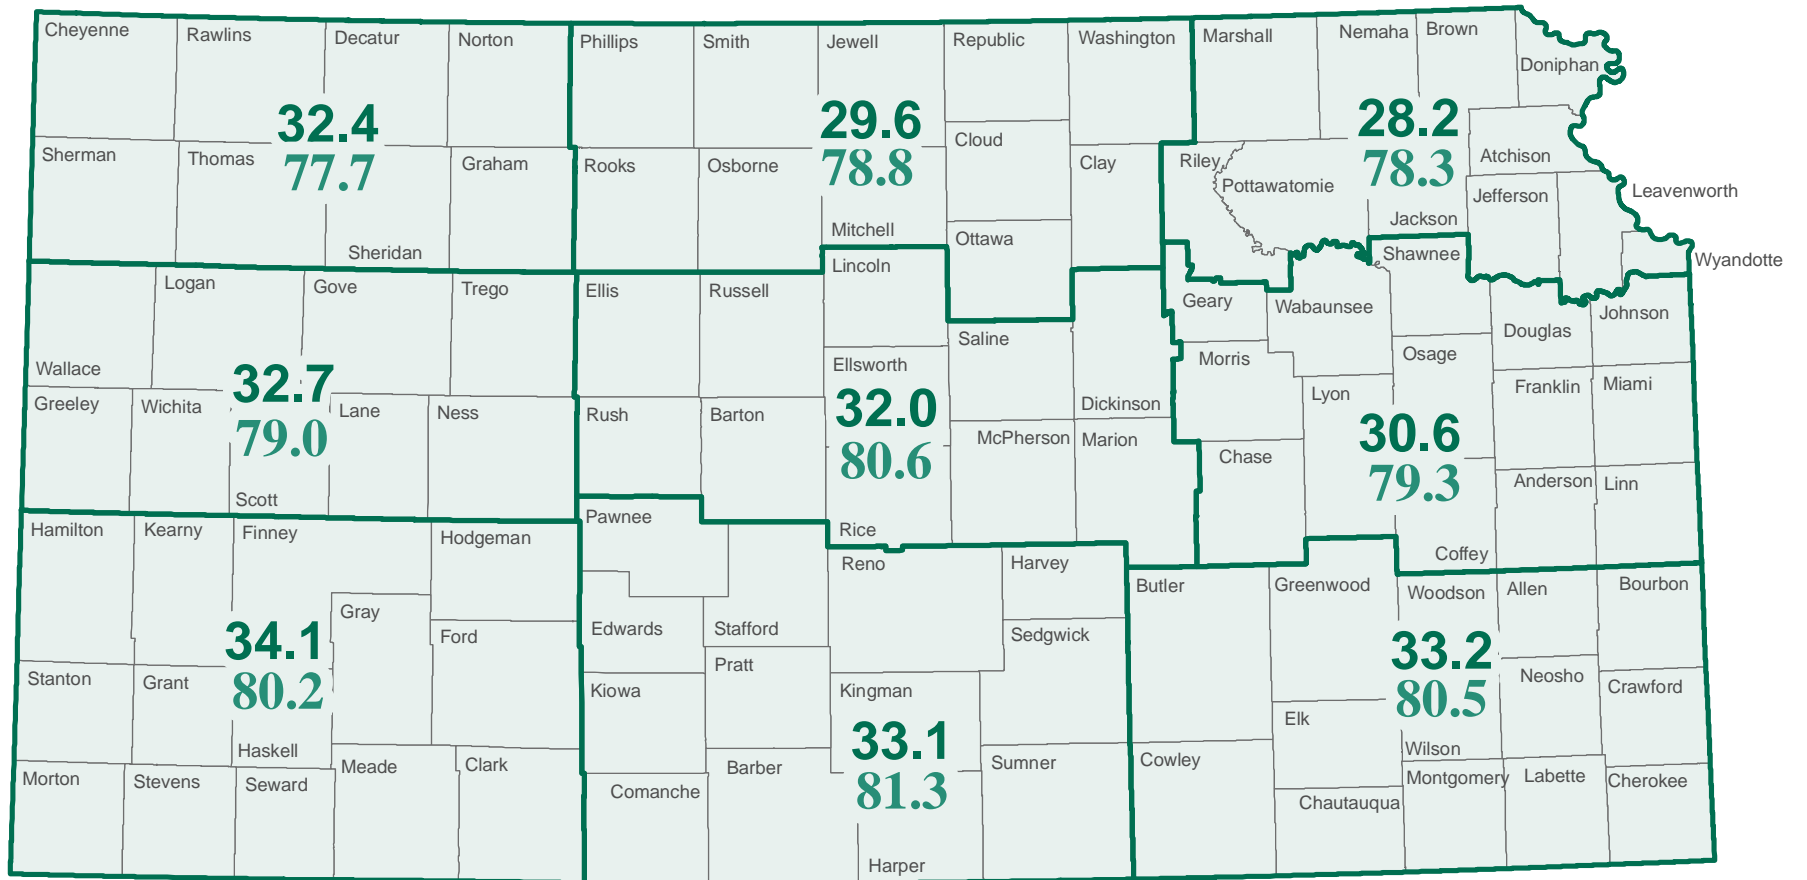 Cheyenne Rawlins Decatur Norton Phillips Smith Jewell Republic Washington Marshall Nemaha Brown
Doniphan
32.4 29.6 28.2
77.7 78.8 78.3
Sherman Thomas Graham Rooks Osborne Cloud Clay Riley Atchison
Pottawatomie Jefferson Leavenworth
Sheridan Mitchell Ottawa Jackson
Lincoln Shawnee Wyandotte
Logan Gove Trego Ellis Russell Geary Wabaunsee Johnson
Saline Douglas
Wallace Ellsworth Morris Osage
32.7 32.0 30.6
79.0 80.6 79.3
Greeley Wichita Lane Ness Rush Barton Dickinson Lyon Franklin Miami
McPherson Marion Chase
Scott Anderson Linn
Hamilton Kearny Finney Hodgeman Pawnee Rice Coffey
Reno Harvey Butler Greenwood Woodson Allen Bourbon
Gray Ford Edwards Stafford Sedgwick
34.1 33.1 33.2
80.2 81.3 80.5
Stanton Grant Kiowa Pratt Kingman Neosho Crawford
Haskell Elk Wilson
Morton Stevens Seward Meade Clark Comanche Barber Sumner Cowley Chautauqua Montgomery Labette Cherokee
Harper